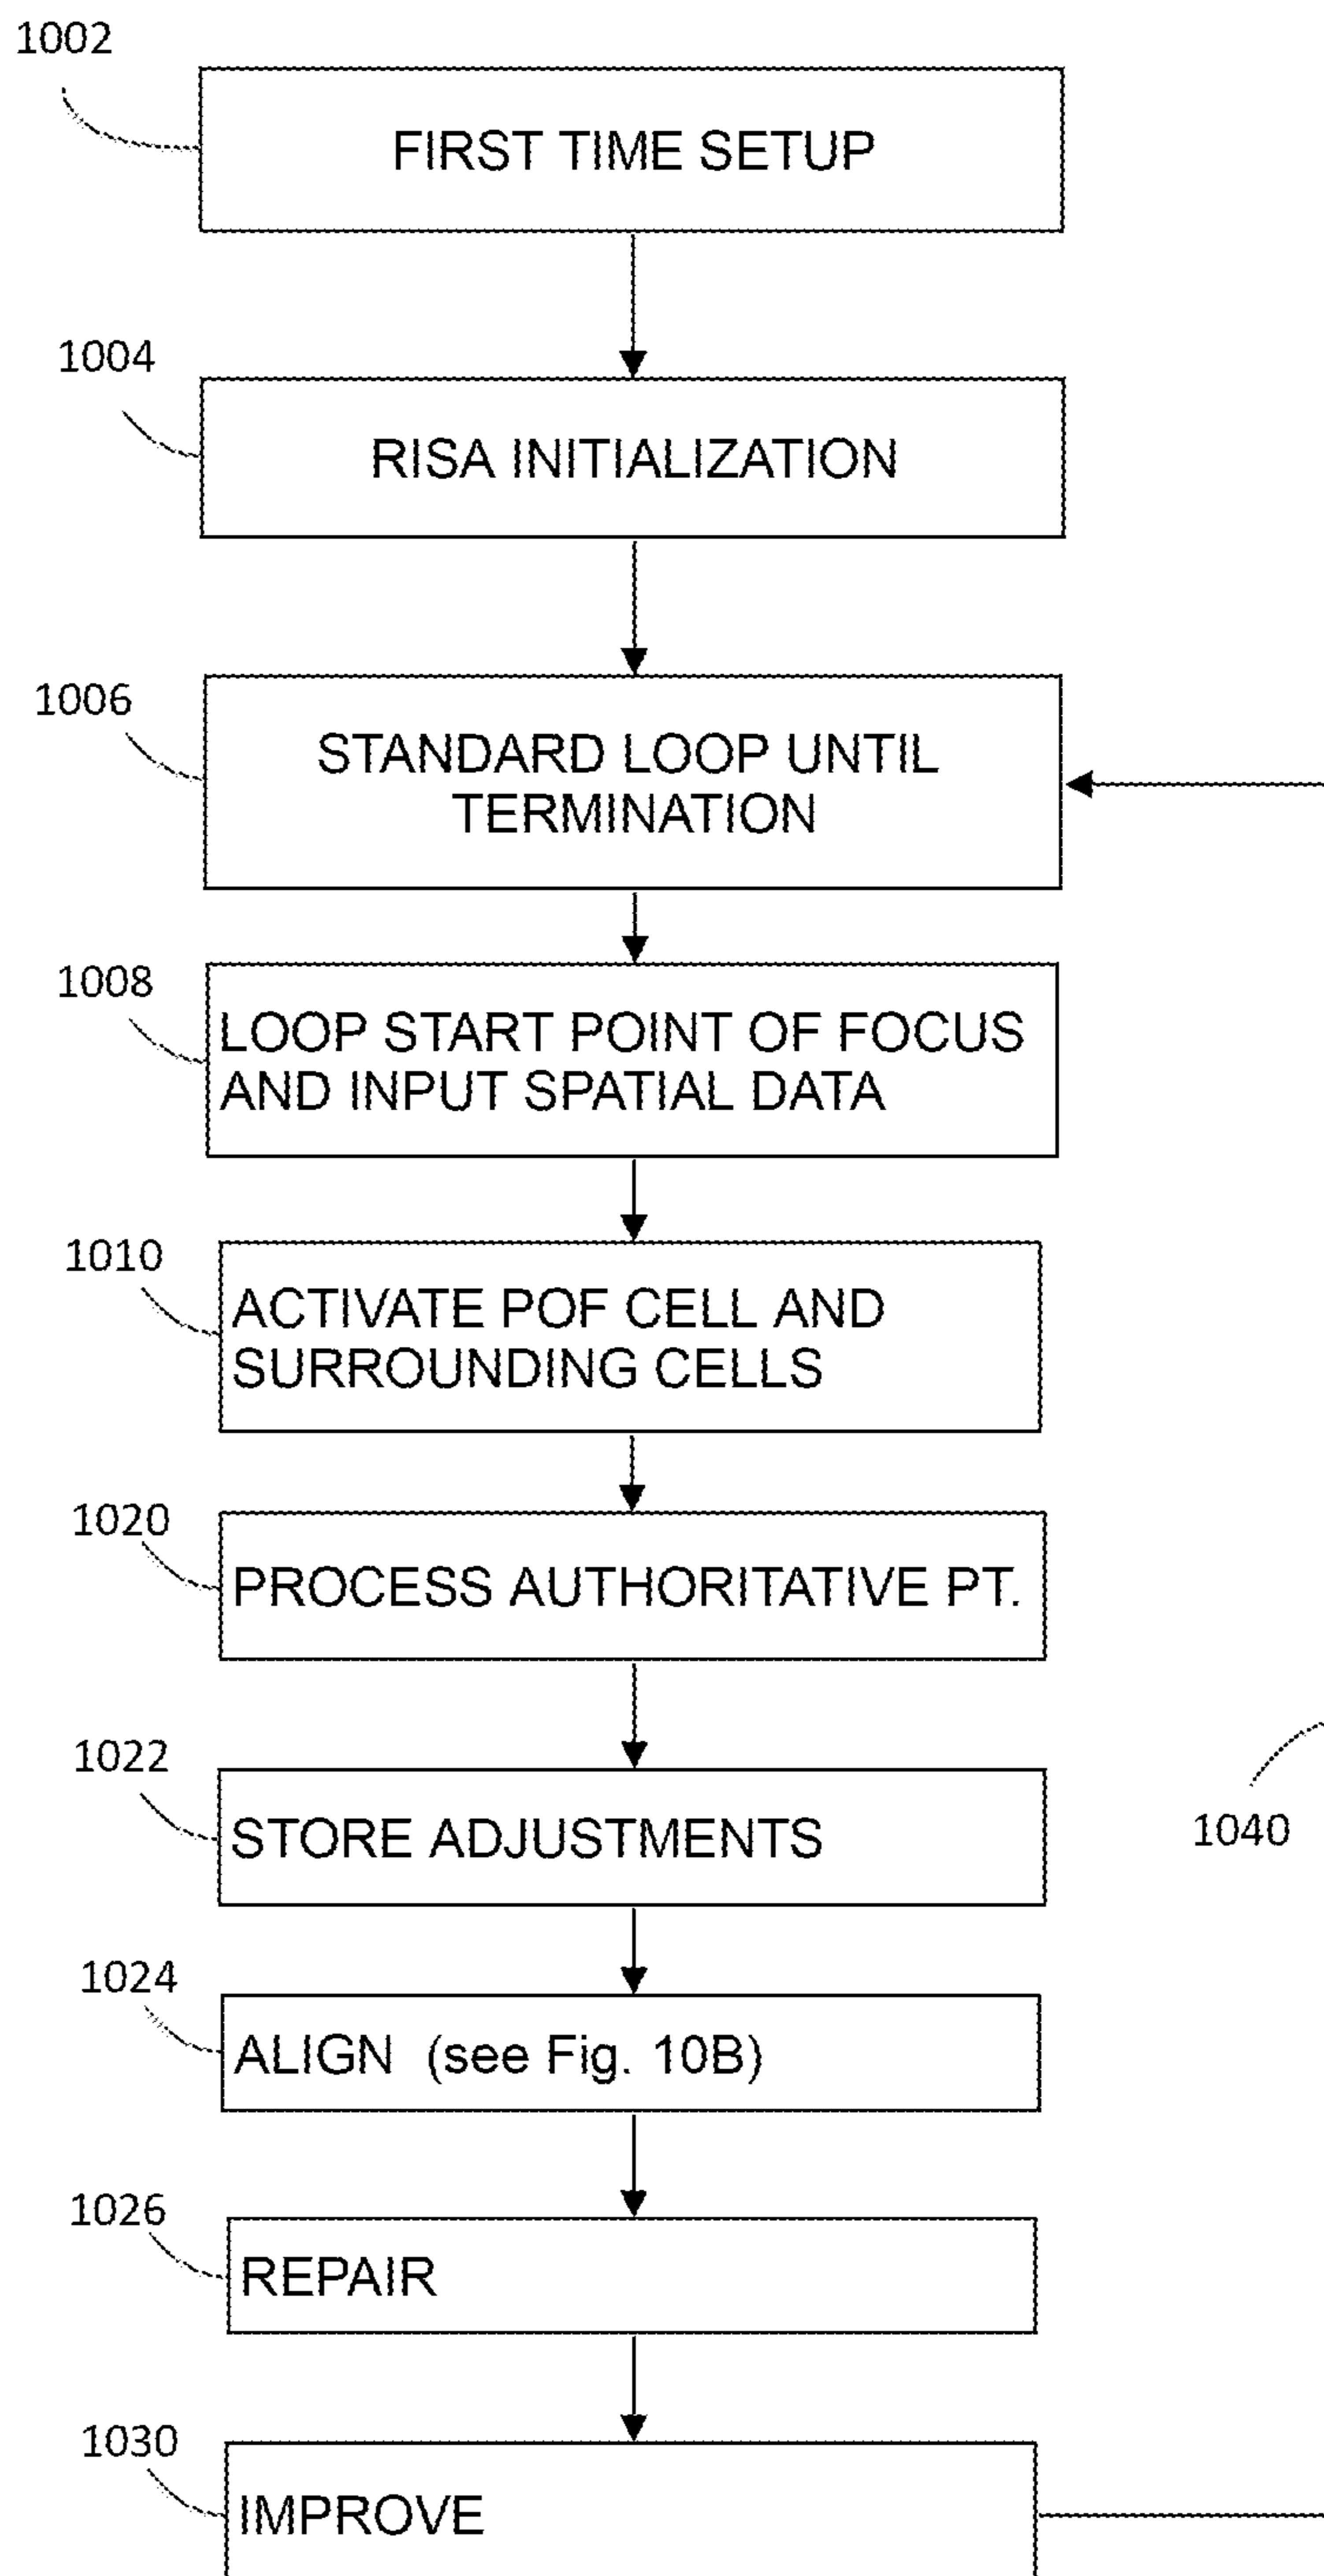 1002
FIRST TIME SETUP
1004
RISA INITIALIZATION
1006
STANDARD LOOP UNTIL
TERMINATION
1008
LOOP START POINT OF FOCUS
AND INPUT SPATIAL DATA
1010
ACTIVATE POF CELL AND
SURROUNDING CELLS
1020
PROCESS AUTHORITATIVE PT.
1022
STORE ADJUSTMENTS
1040
1024
ALIGN (see Fig. 10B)
1026
REPAIR
1030
IMPROVE